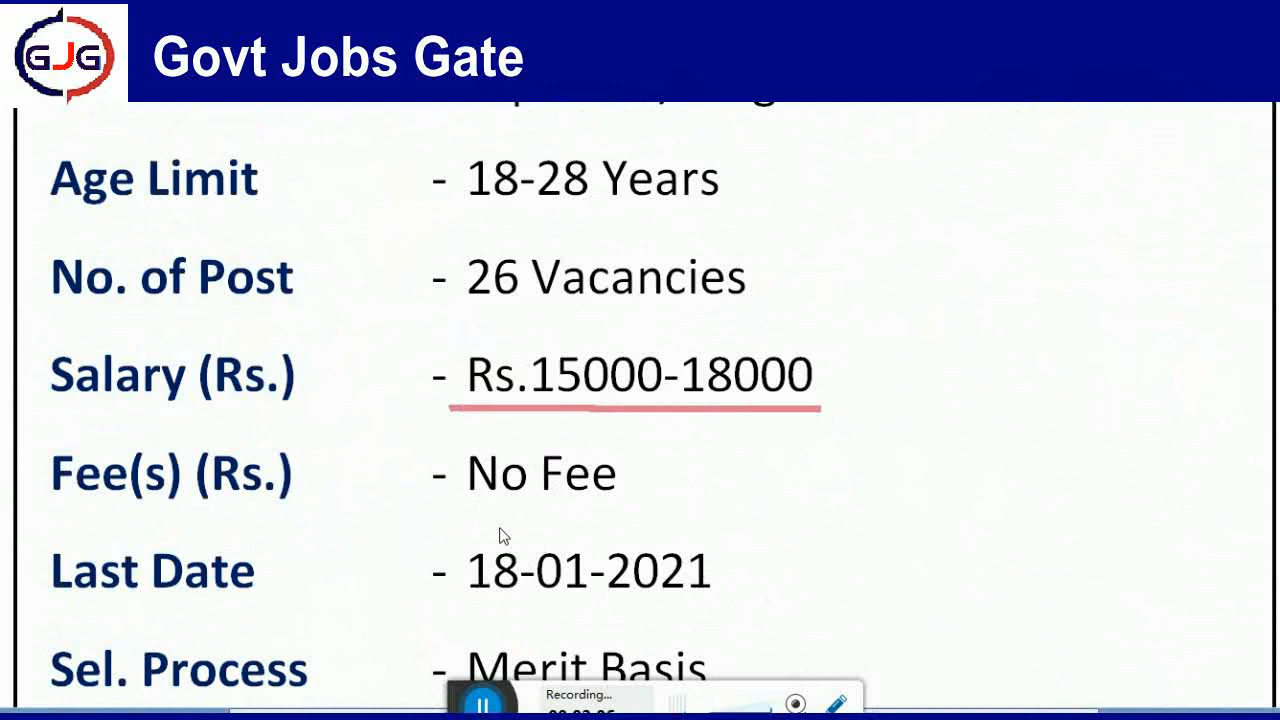 GJG
Govt Jobs Gate
Age Limit - 18-28 Years
No. of Post - 26 Vacancies
Salary (Rs.) - Rs.15000-18000
Fee(s) (Rs.) - No Fee
Last Date - 18-01-2021
Sel. Process - Merit Basis
Recording...